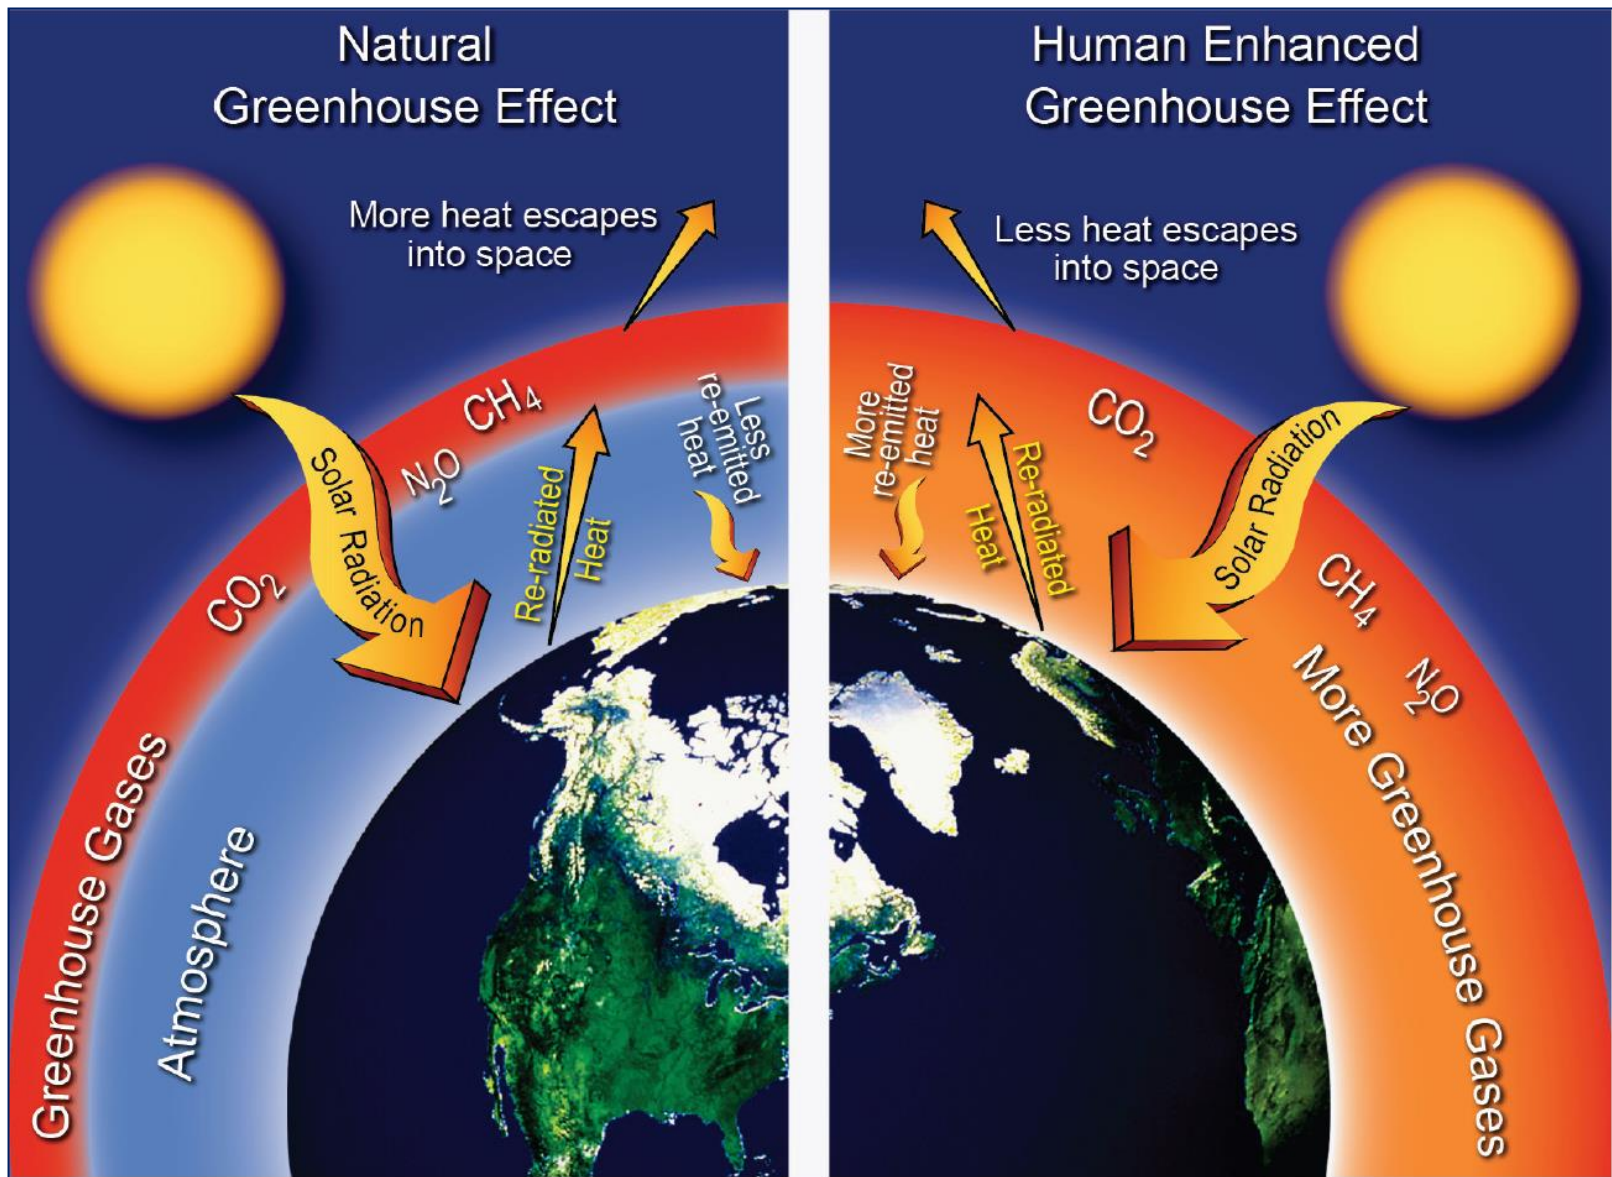 Natural
Greenhouse Effect
More heat escapes
into space
CH₄
N₂O
CO₂
Solar Radiation
Re-radiated
Heat
Less
re-emitted
heat
Greenhouse Gases
Atmosphere
Human Enhanced
Greenhouse Effect
Less heat escapes
into space
More
re-emitted
heat
Re-radiated
Heat
CO₂
Solar Radiation
CH₄
N₂O
More Greenhouse Gases